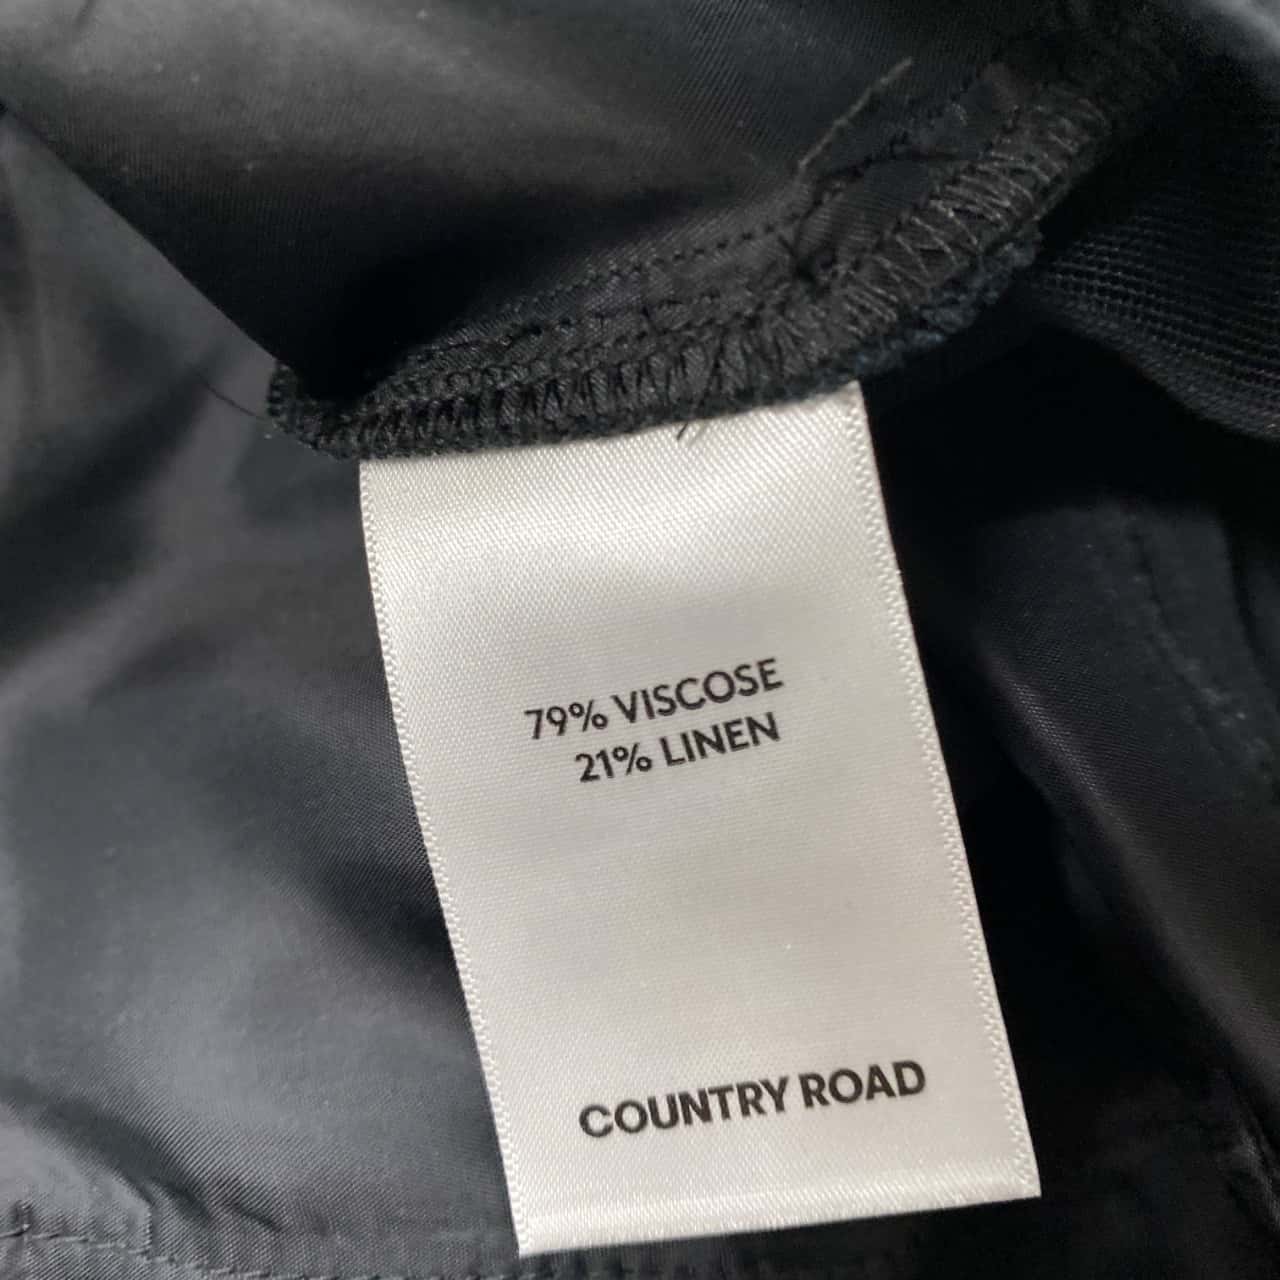 79% VISCOSE
21% LINEN
COUNTRY ROAD